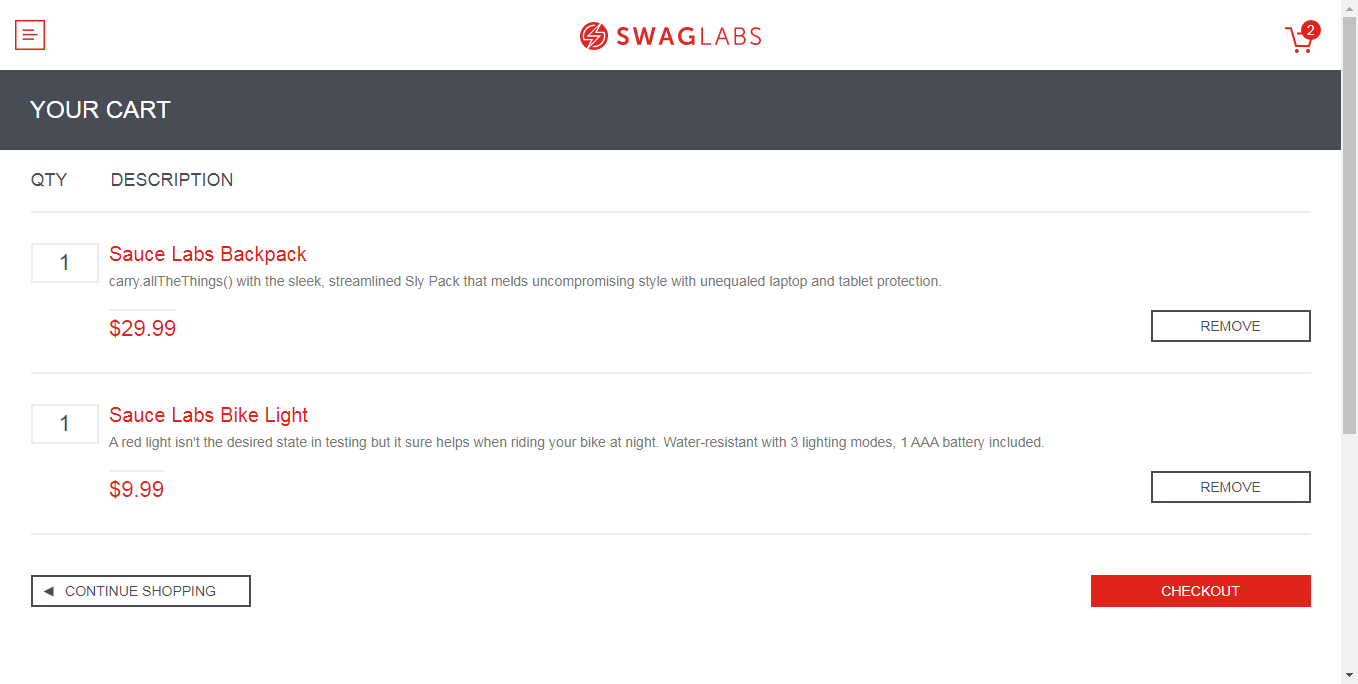 SWAGLABS
2
YOUR CART
QTY DESCRIPTION
1 Sauce Labs Backpack
carry.allTheThings() with the sleek, streamlined Sly Pack that melds uncompromising style with unequaled laptop and tablet protection.
$29.99 REMOVE
1 Sauce Labs Bike Light
A red light isn't the desired state in testing but it sure helps when riding your bike at night. Water-resistant with 3 lighting modes, 1 AAA battery included.
$9.99 REMOVE
CONTINUE SHOPPING CHECKOUT